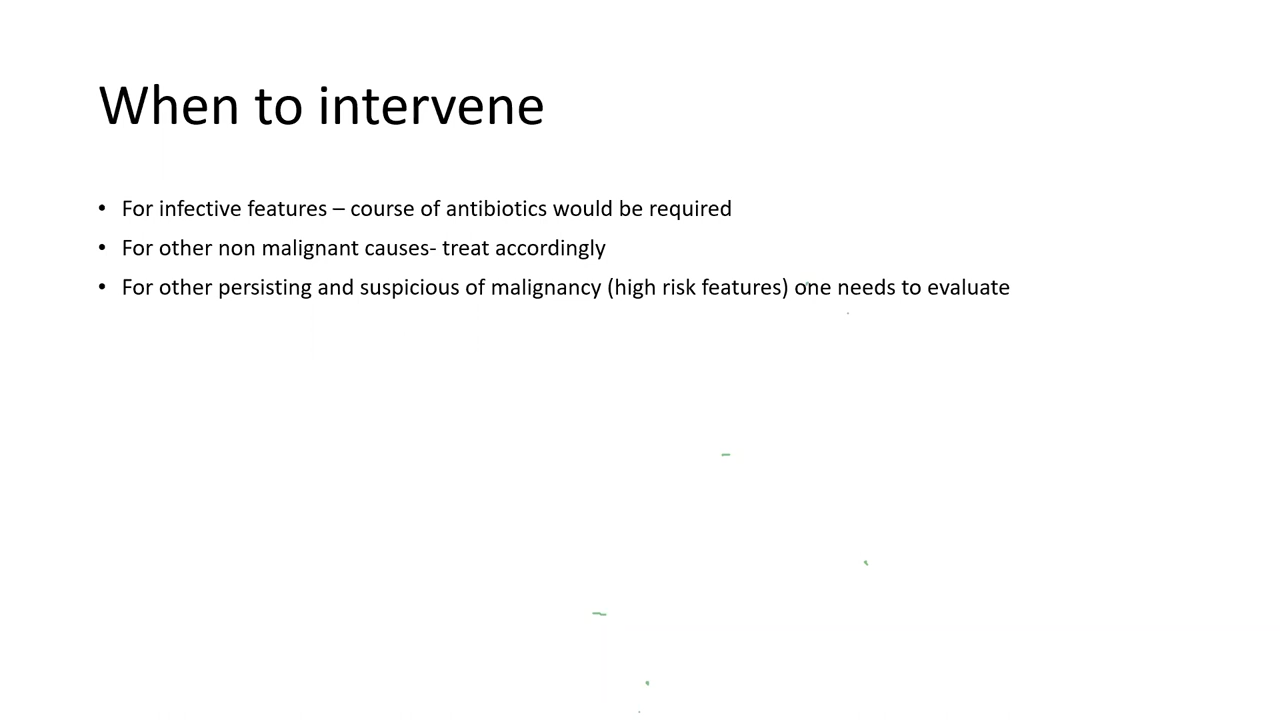 When to intervene
• For infective features – course of antibiotics would be required
• For other non malignant causes- treat accordingly
• For other persisting and suspicious of malignancy (high risk features) one needs to evaluate